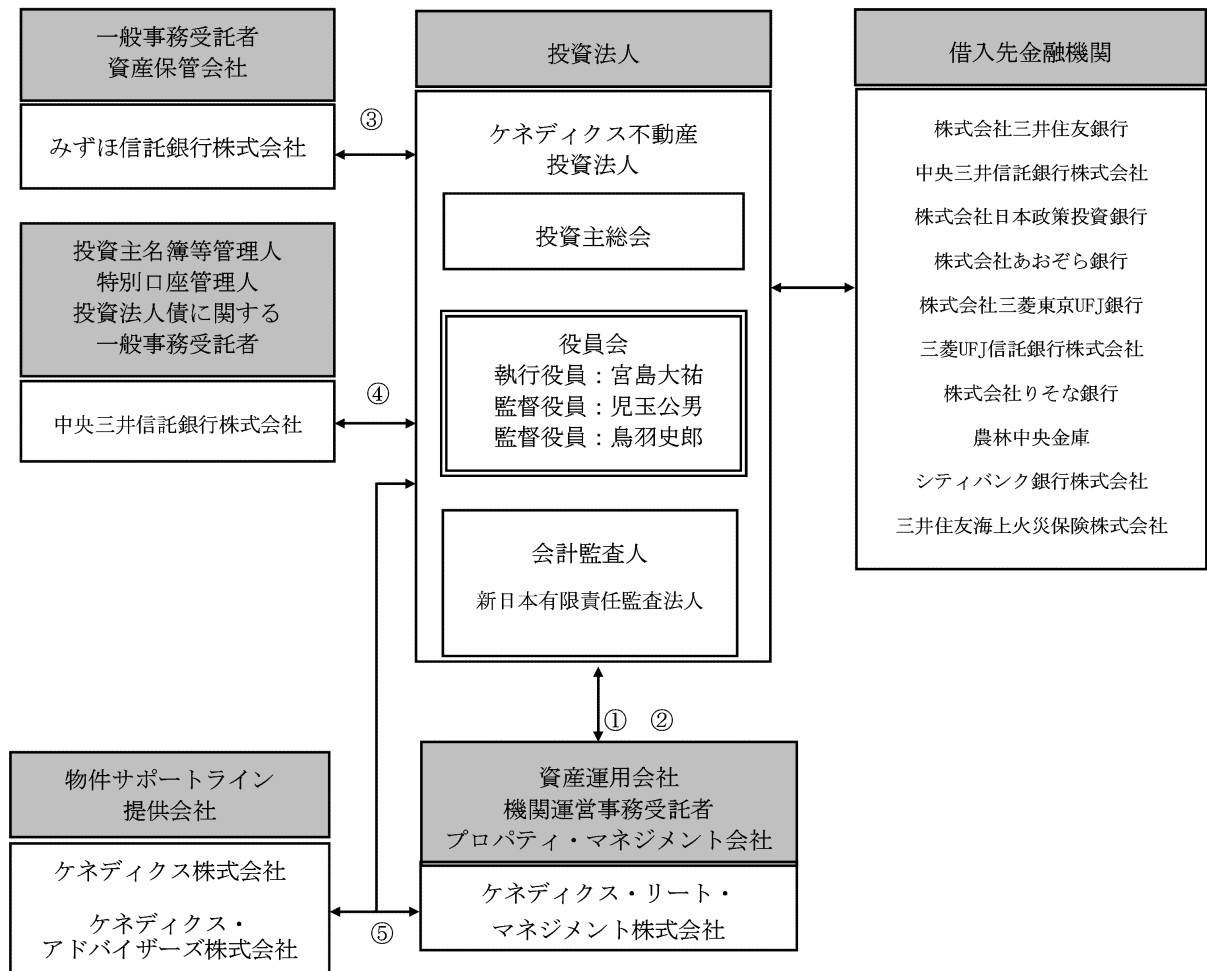 一般事務受託者
資産保管会社
みずほ信託銀行株式会社
③
投資主名簿等管理人
特別口座管理人
投資法人債に関する
一般事務受託者
中央三井信託銀行株式会社
④
投資法人
ケネディクス不動産
投資法人
投資主総会
役員会
執行役員：宮島大祐
監督役員：児玉公男
監督役員：鳥羽史郎
会計監査人
新日本有限責任監査法人
借入先金融機関
株式会社三井住友銀行
中央三井信託銀行株式会社
株式会社日本政策投資銀行
株式会社あおぞら銀行
株式会社三菱東京UFJ銀行
三菱UFJ信託銀行株式会社
株式会社りそな銀行
農林中央金庫
シティバンク銀行株式会社
三井住友海上火災保険株式会社
① ②
物件サポートライン
提供会社
ケネディクス株式会社
ケネディクス・
アドバイザーズ株式会社
⑤
資産運用会社
機関運営事務受託者
プロパティ・マネジメント会社
ケネディクス・リート・
マネジメント株式会社